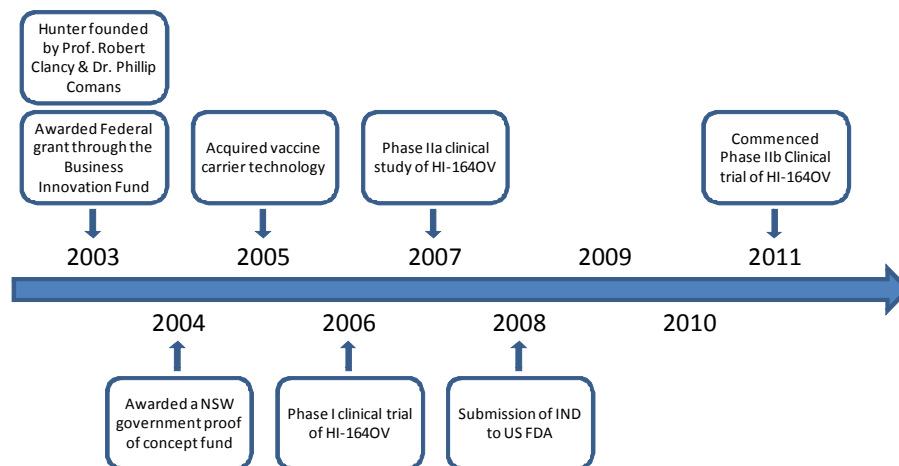 Hunter founded
by Prof. Robert
Clancy & Dr. Phillip
Comans
Awarded Federal
grant through the
Business
Innovation Fund
Acquired vaccine
carrier technology
Phase IIa clinical
study of HI-164OV
Commenced
Phase IIb Clinical
trial of HI-164OV
2003
2005
2007
2009
2011
2004
2006
2008
2010
Awarded a NSW
government proof
of concept fund
Phase I clinical trial
of HI-164OV
Submission of IND
to US FDA